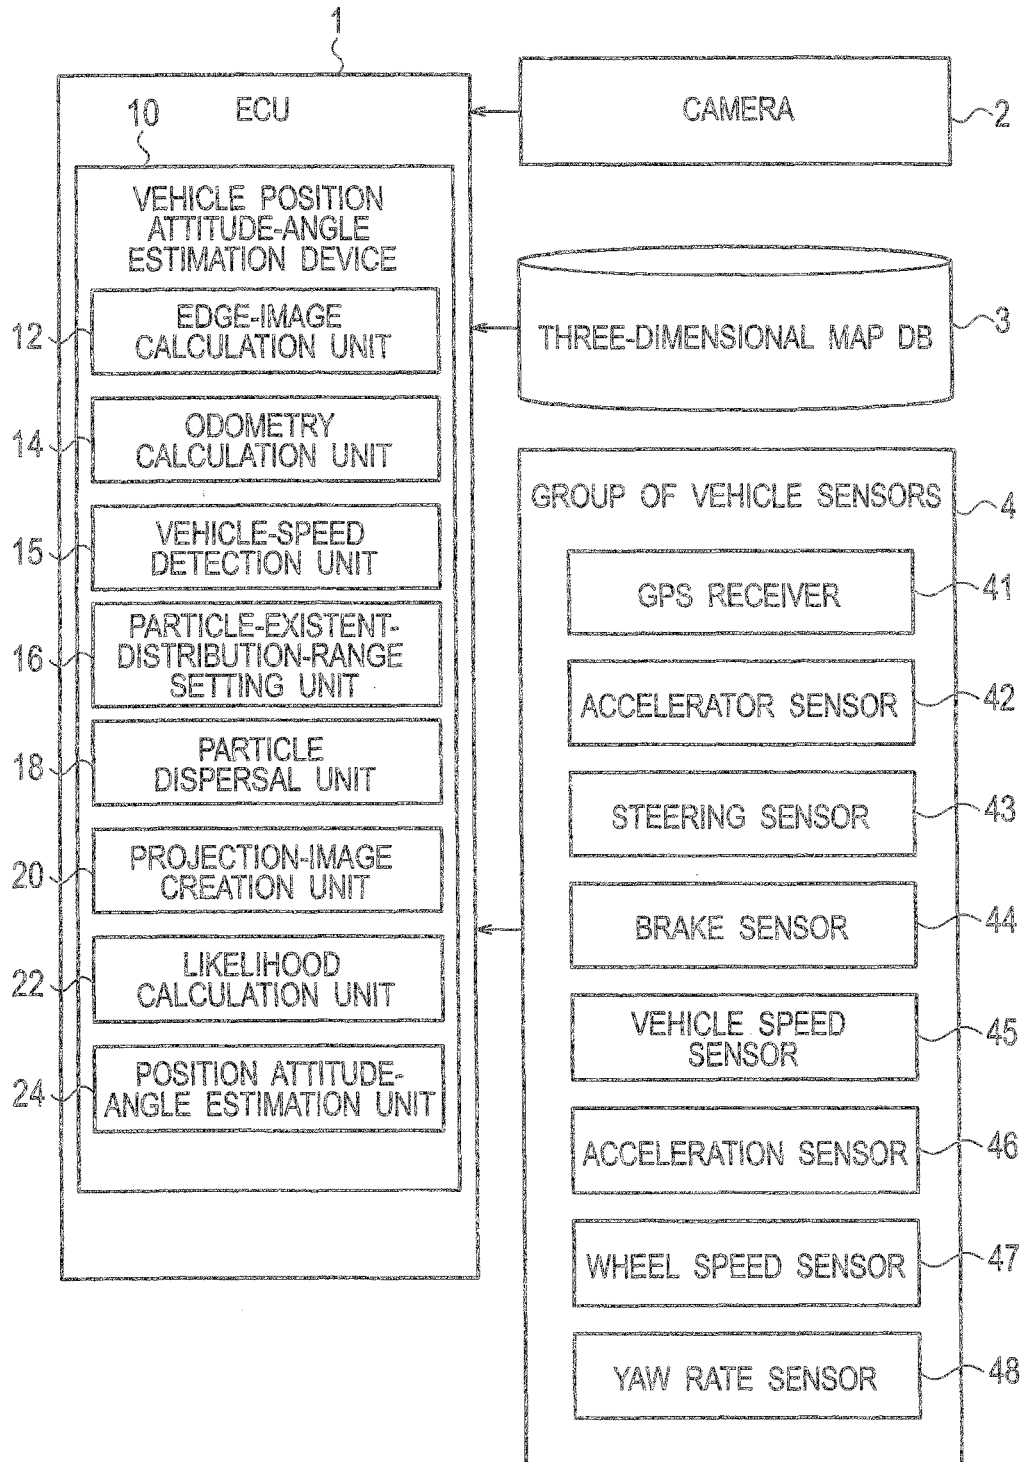 1
ECU
10
VEHICLE POSITION
ATTITUDE-ANGLE
ESTIMATION DEVICE
12
EDGE-IMAGE
CALCULATION UNIT
14
ODOMETRY
CALCULATION UNIT
15
VEHICLE-SPEED
DETECTION UNIT
16
PARTICLE-EXISTENT-
DISTRIBUTION-RANGE
SETTING UNIT
18
PARTICLE
DISPERSAL UNIT
20
PROJECTION-IMAGE
CREATION UNIT
22
LIKELIHOOD
CALCULATION UNIT
24
POSITION ATTITUDE-
ANGLE ESTIMATION UNIT
CAMERA
2
THREE-DIMENSIONAL MAP DB
3
GROUP OF VEHICLE SENSORS
4
GPS RECEIVER
41
ACCELERATOR SENSOR
42
STEERING SENSOR
43
BRAKE SENSOR
44
VEHICLE SPEED
SENSOR
45
ACCELERATION SENSOR
46
WHEEL SPEED SENSOR
47
YAW RATE SENSOR
48